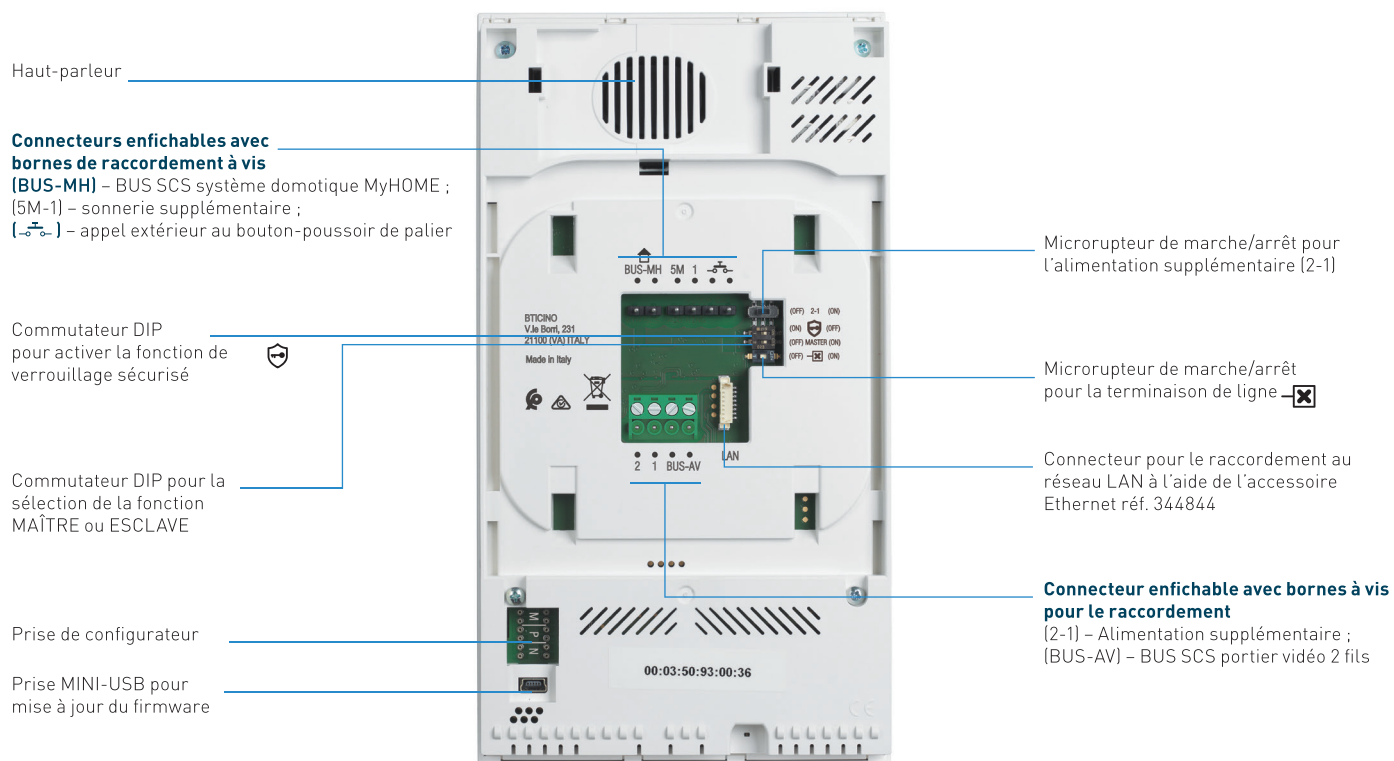 Haut-parleur
Connecteurs enfichables avec
bornes de raccordement à vis
(BUS-MH) – BUS SCS système domotique MyHOME ;
(5M-1) – sonnerie supplémentaire ;
( ) – appel extérieur au bouton-poussoir de palier
Commutateur DIP
pour activer la fonction de
verrouillage sécurisé
Commutateur DIP pour la
sélection de la fonction
MAÎTRE ou ESCLAVE
Prise de configurateur
Prise MINI-USB pour
mise à jour du firmware
BUS-MH 5M 1
BTICINO
V.le Borri, 231
21100 (VA) ITALY
Made in Italy
(OFF) 2-1 (ON)
(ON) (OFF)
(OFF) MASTER (ON)
(OFF) (ON)
2 1 BUS-AV
LAN
M P N
00:03:50:93:00:36
CE
Microrupteur de marche/arrêt pour
l'alimentation supplémentaire (2-1)
Microrupteur de marche/arrêt
pour la terminaison de ligne
Connecteur pour le raccordement au
réseau LAN à l'aide de l'accessoire
Ethernet réf. 344844
Connecteur enfichable avec bornes à vis
pour le raccordement
(2-1) – Alimentation supplémentaire ;
(BUS-AV) – BUS SCS portier vidéo 2 fils